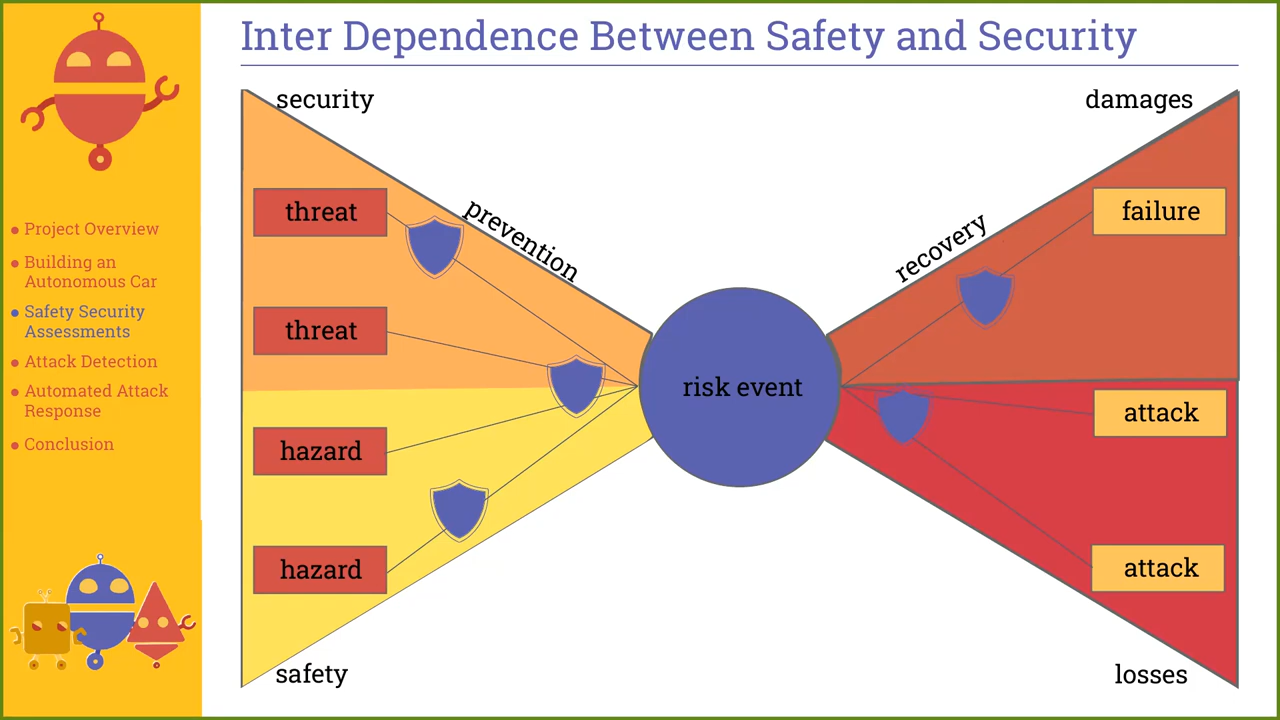 Inter Dependence Between Safety and Security
Project Overview
Building an
Autonomous Car
Safety Security
Assessments
Attack Detection
Automated Attack
Response
Conclusion
security
damages
threat
prevention
recovery
failure
threat
risk event
attack
hazard
hazard
attack
safety
losses